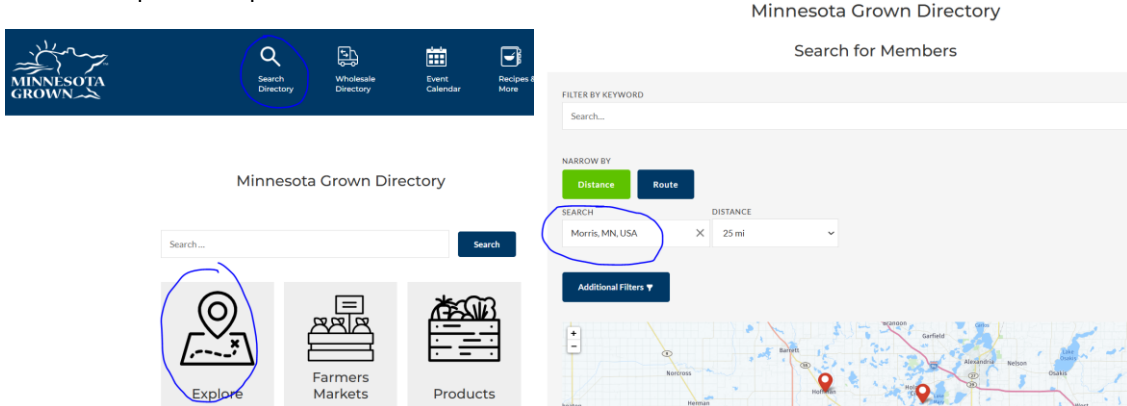 MINNESOTA
GROWN
Search
Directory
Wholesale
Directory
Event
Calendar
Recipes &
More
Minnesota Grown Directory
Search ...
Search
Explore
Farmers
Markets
Products
Minnesota Grown Directory
Search for Members
FILTER BY KEYWORD
Search...
NARROW BY
Distance
Route
SEARCH
DISTANCE
Morris, MN, USA
25 mi
Additional Filters
+
−
Garfield
Barrett
Alexandria
Nelson
Osakis
Norcross
Hoffman
Herman